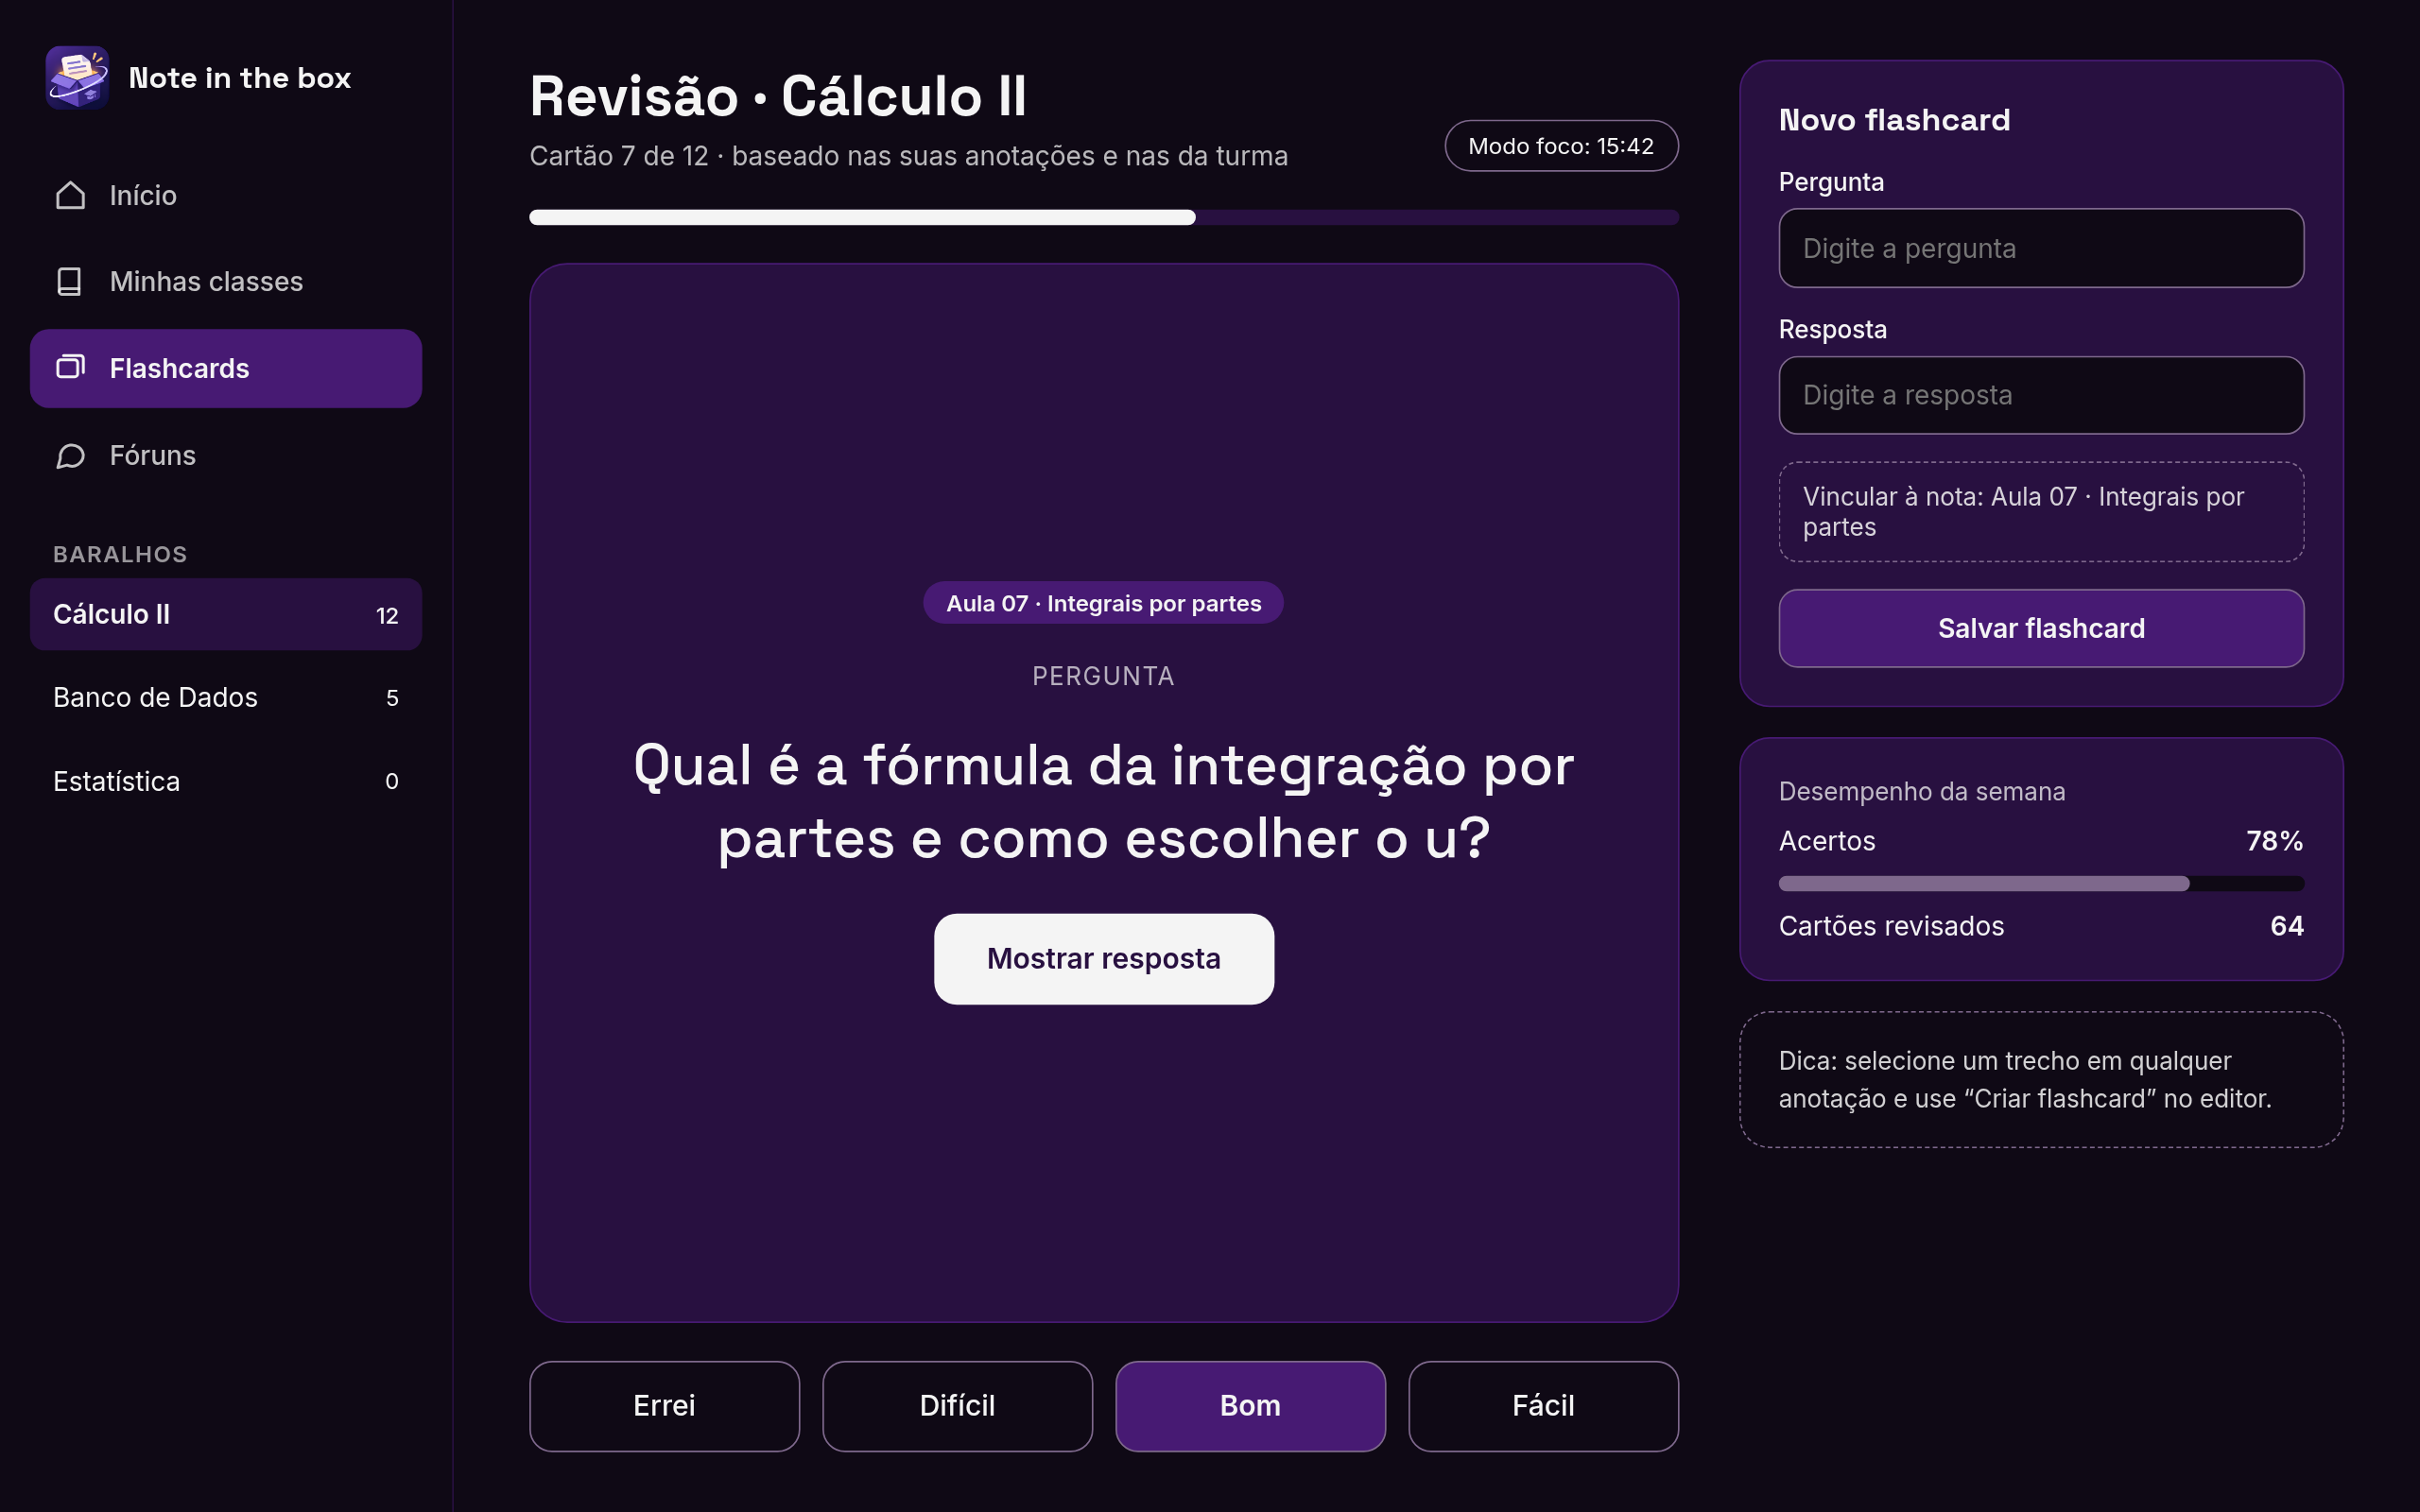 Note in the box
Início
Minhas classes
Flashcards
Fóruns
BARALHOS
Cálculo II 12
Banco de Dados 5
Estatística 0
Revisão · Cálculo II
Cartão 7 de 12 · baseado nas suas anotações e nas da turma
Modo foco: 15:42
Aula 07 · Integrais por partes
PERGUNTA
Qual é a fórmula da integração por
partes e como escolher o u?
Mostrar resposta
Errei
Difícil
Bom
Fácil
Novo flashcard
Pergunta
Digite a pergunta
Resposta
Digite a resposta
Vincular à nota: Aula 07 · Integrais por
partes
Salvar flashcard
Desempenho da semana
Acertos 78%
Cartões revisados 64
Dica: selecione um trecho em qualquer
anotação e use “Criar flashcard” no editor.